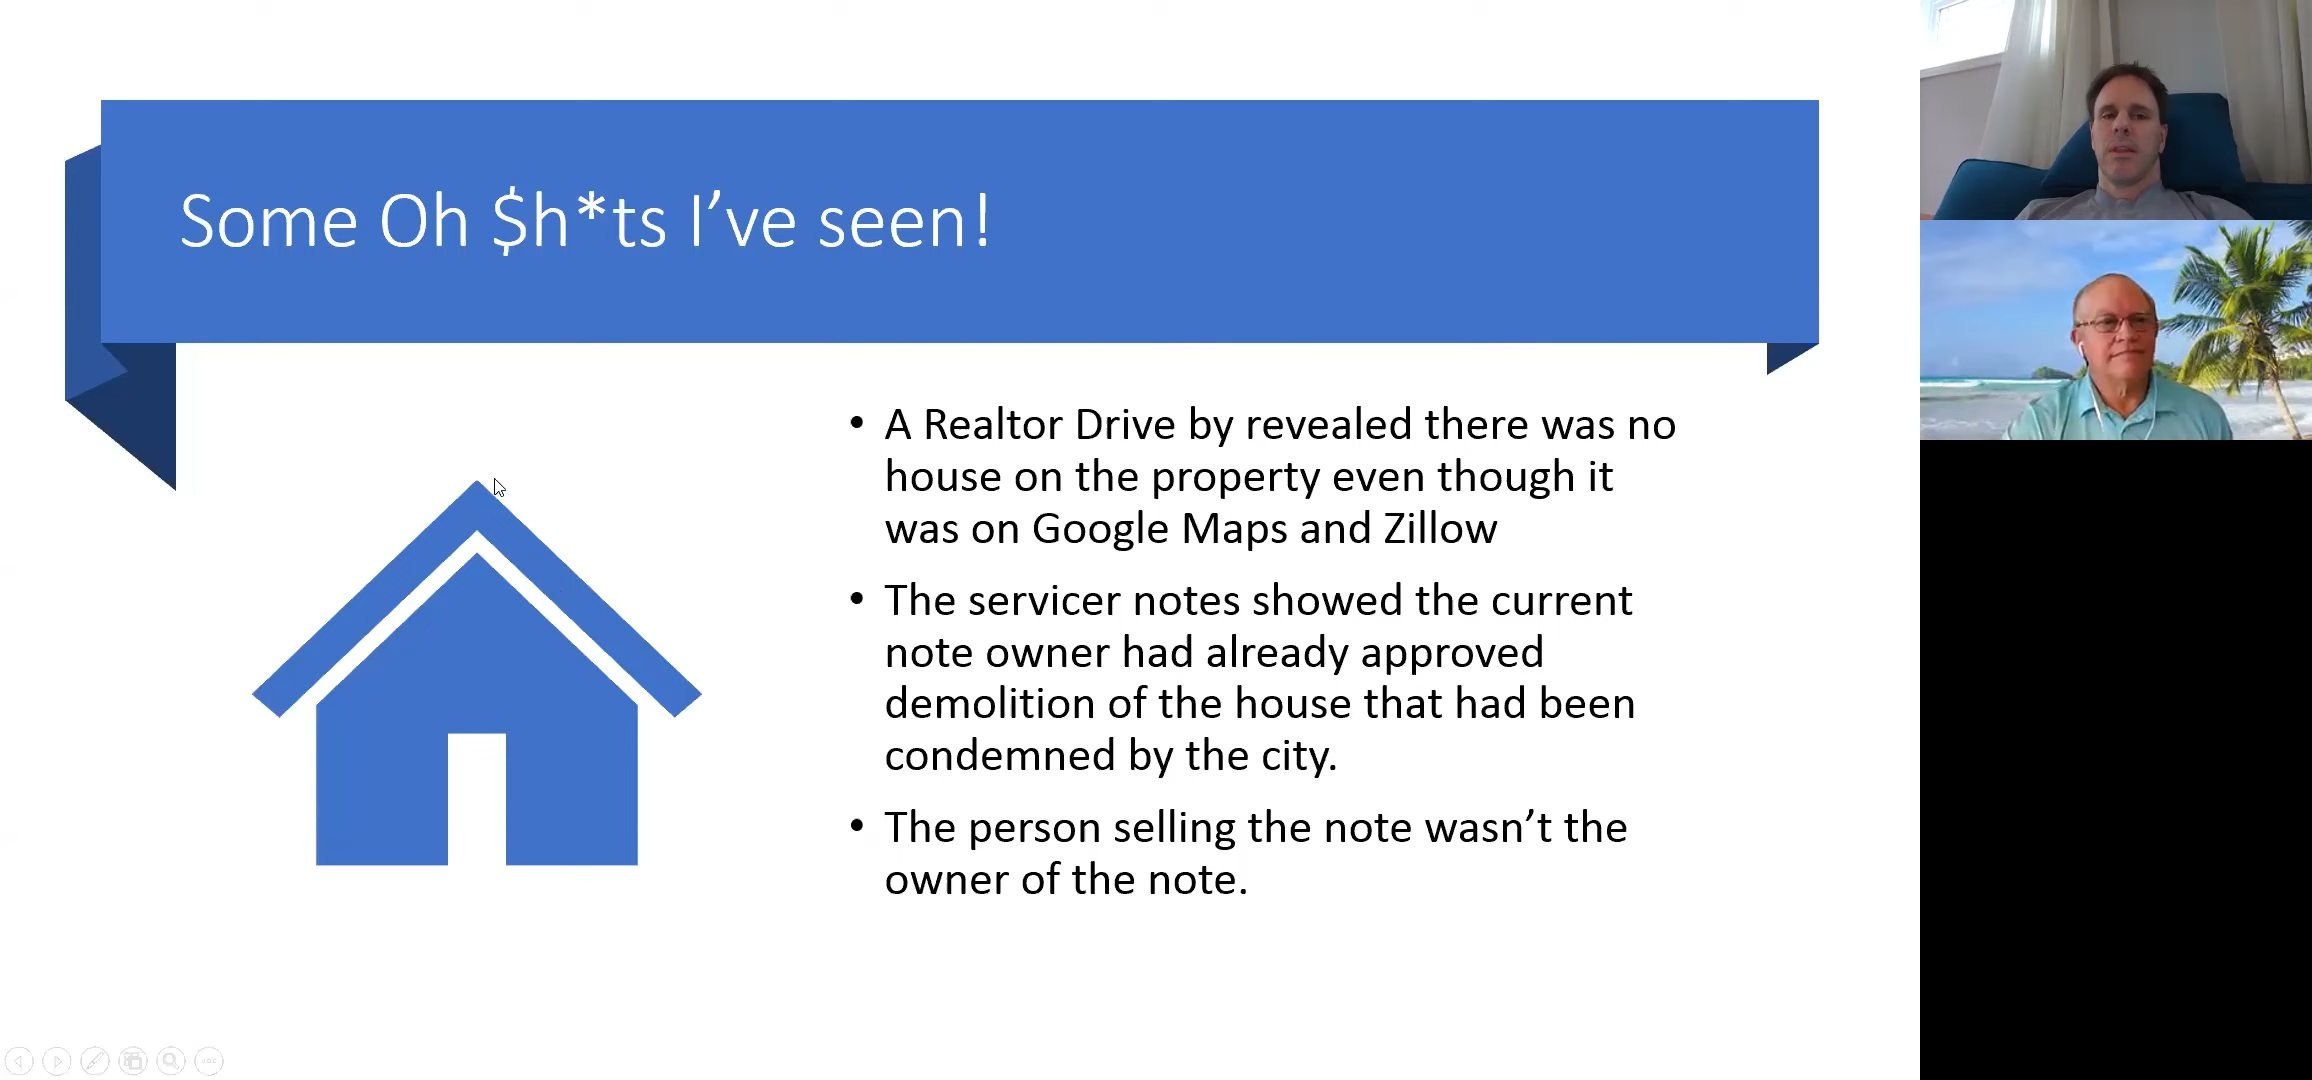 Some Oh $h*ts I’ve seen!
• A Realtor Drive by revealed there was no
house on the property even though it
was on Google Maps and Zillow
• The servicer notes showed the current
note owner had already approved
demolition of the house that had been
condemned by the city.
• The person selling the note wasn’t the
owner of the note.